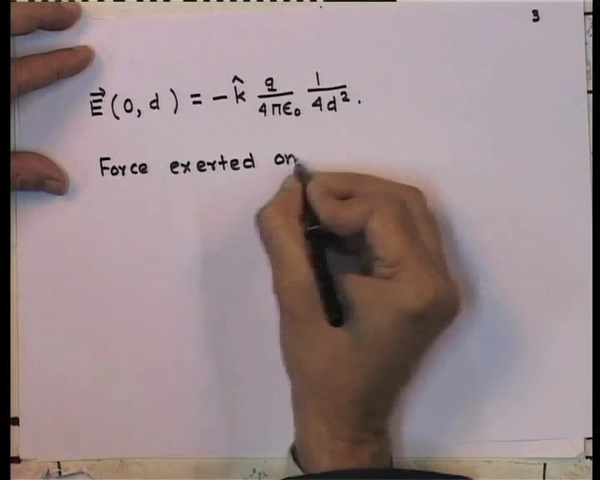 3
E⃗(0, d) = − k̂ q/4πϵ₀ 1/4d².
Force exerted on